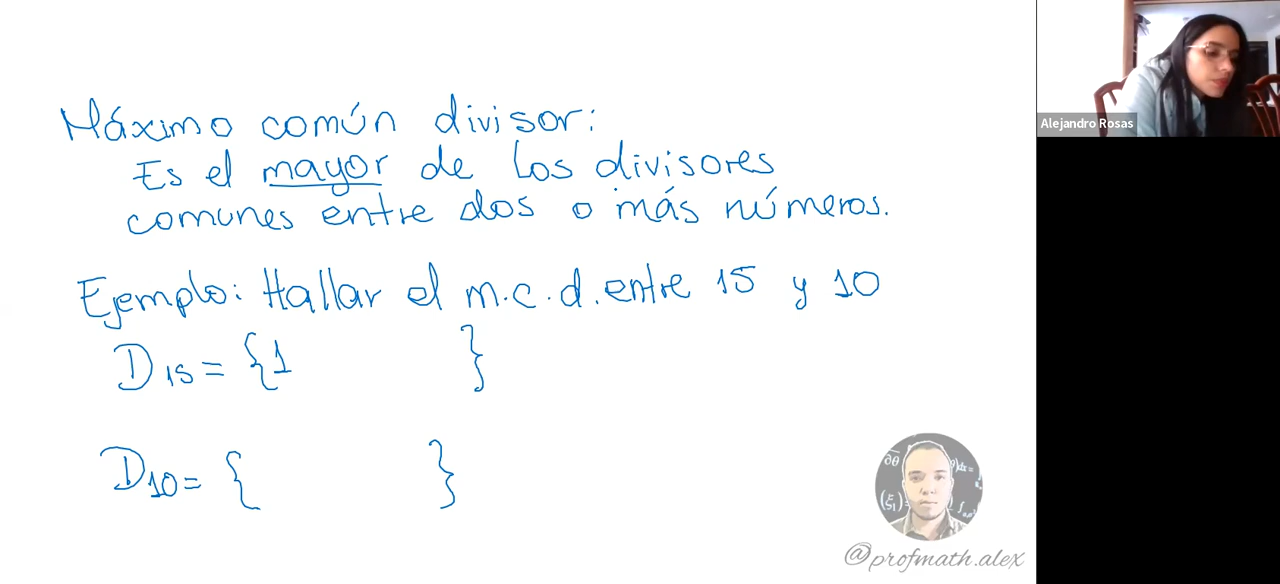 Máximo común divisor:
Es el mayor de los divisores
comunes entre dos o más números.
Ejemplo: Hallar el m.c.d. entre 15 y 10
D15 = {1 }
D10 = { }
Alejandro Rosas
@profmath.alex